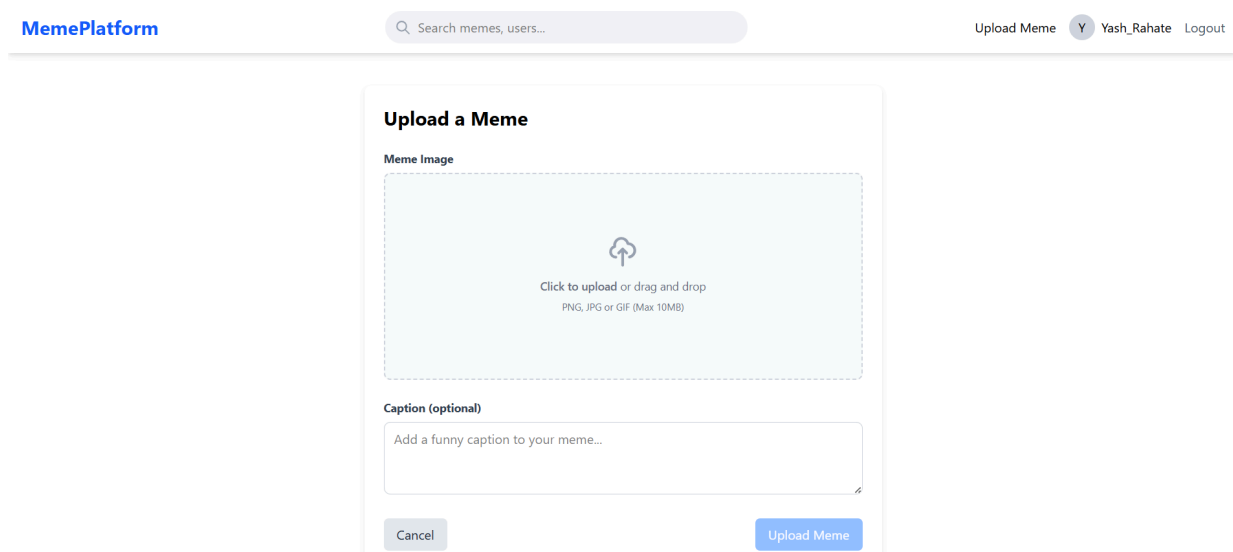 MemePlatform
Search memes, users...
Upload Meme
Y
Yash_Rahate
Logout
Upload a Meme
Meme Image
Click to upload or drag and drop
PNG, JPG or GIF (Max 10MB)
Caption (optional)
Add a funny caption to your meme...
Cancel
Upload Meme